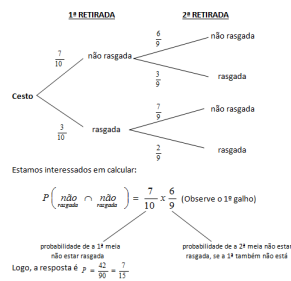 1ª RETIRADA 2ª RETIRADA
6/9 não rasgada
7/10 não rasgada
3/9 rasgada
Cesto
7/9 não rasgada
3/10 rasgada
2/9 rasgada
Estamos interessados em calcular:
P ( não rasgada ∩ não rasgada ) = 7/10 x 6/9 (Observe o 1º galho)
probabilidade de a 1ª meia
não estar rasgada
probabilidade de a 2ª meia não estar
rasgada, se a 1ª também não está
Logo, a resposta é P = 42/90 = 7/15